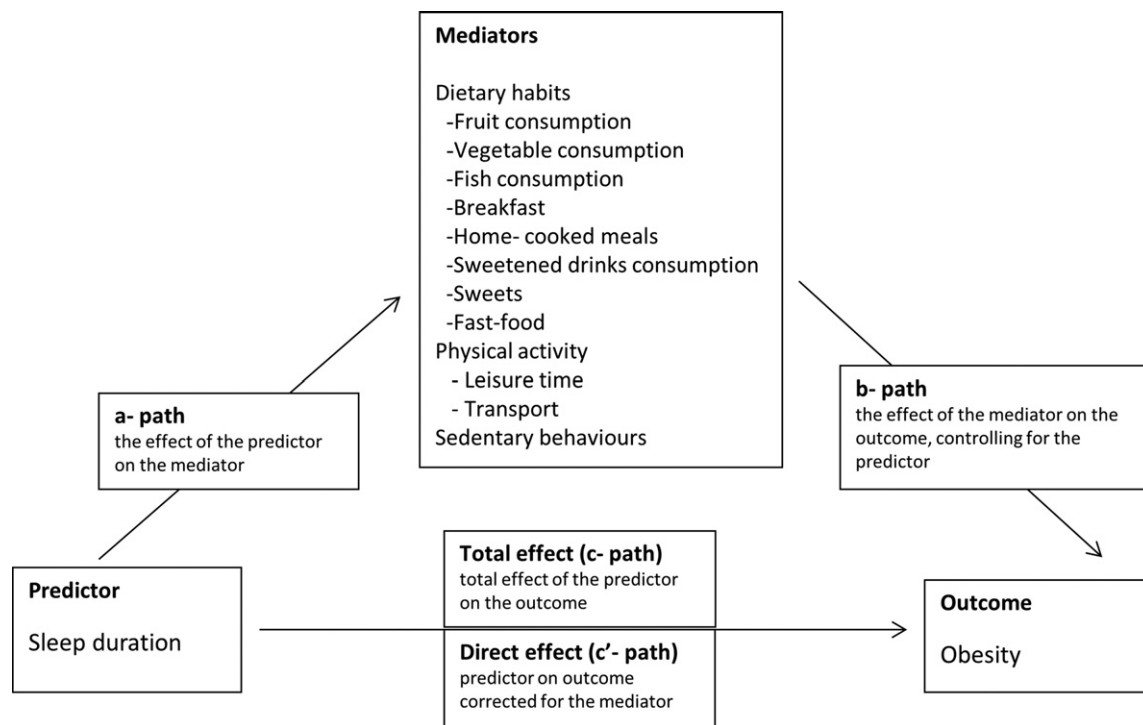 Mediators
Dietary habits
-Fruit consumption
-Vegetable consumption
-Fish consumption
-Breakfast
-Home- cooked meals
-Sweetened drinks consumption
-Sweets
-Fast-food
Physical activity
- Leisure time
- Transport
Sedentary behaviours
a- path
the effect of the predictor
on the mediator
b- path
the effect of the mediator on the
outcome, controlling for the
predictor
Predictor
Sleep duration
Total effect (c- path)
total effect of the predictor
on the outcome
Direct effect (c’- path)
predictor on outcome
corrected for the mediator
Outcome
Obesity